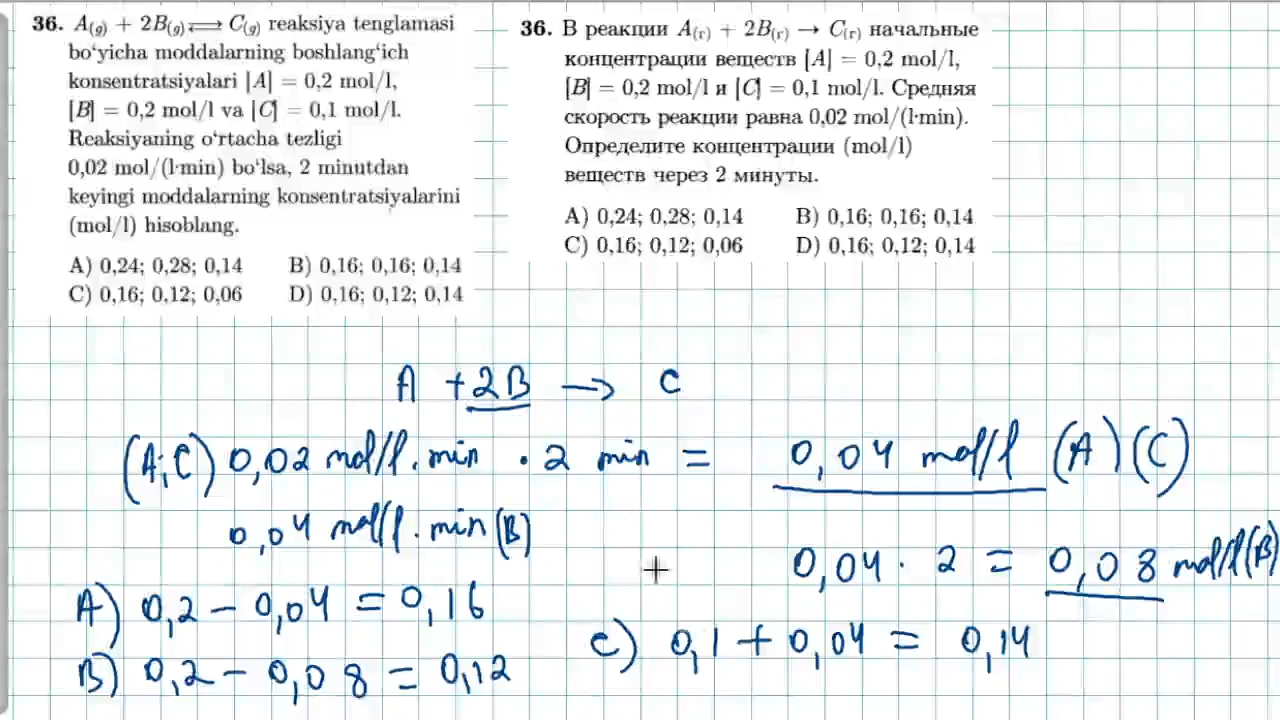 36. A(g) + 2B(g) ⇄ C(g) reaksiya tenglamasi
bo‘yicha moddalarning boshlang‘ich
konsentratsiyalari [A] = 0,2 mol/l,
[B] = 0,2 mol/l va [C] = 0,1 mol/l.
Reaksiyaning o‘rtacha tezligi
0,02 mol/(l·min) bo‘lsa, 2 minutdan
keyingi moddalarning konsentratsiyalarini
(mol/l) hisoblang.
A) 0,24; 0,28; 0,14 B) 0,16; 0,16; 0,14
C) 0,16; 0,12; 0,06 D) 0,16; 0,12; 0,14
36. В реакции A(г) + 2B(г) → C(г) начальные
концентрации веществ [A] = 0,2 mol/l,
[B] = 0,2 mol/l и [C] = 0,1 mol/l. Средняя
скорость реакции равна 0,02 mol/(l·min).
Определите концентрации (mol/l)
веществ через 2 минуты.
A) 0,24; 0,28; 0,14 B) 0,16; 0,16; 0,14
C) 0,16; 0,12; 0,06 D) 0,16; 0,12; 0,14
A + 2B → C
(A;C) 0,02 mol/l. min · 2 min = 0,04 mol/l (A)(C)
0,04 mol/l. min (B)
0,04 · 2 = 0,08 mol/l(B)
A) 0,2 - 0,04 = 0,16
C) 0,1 + 0,04 = 0,14
B) 0,2 - 0,08 = 0,12